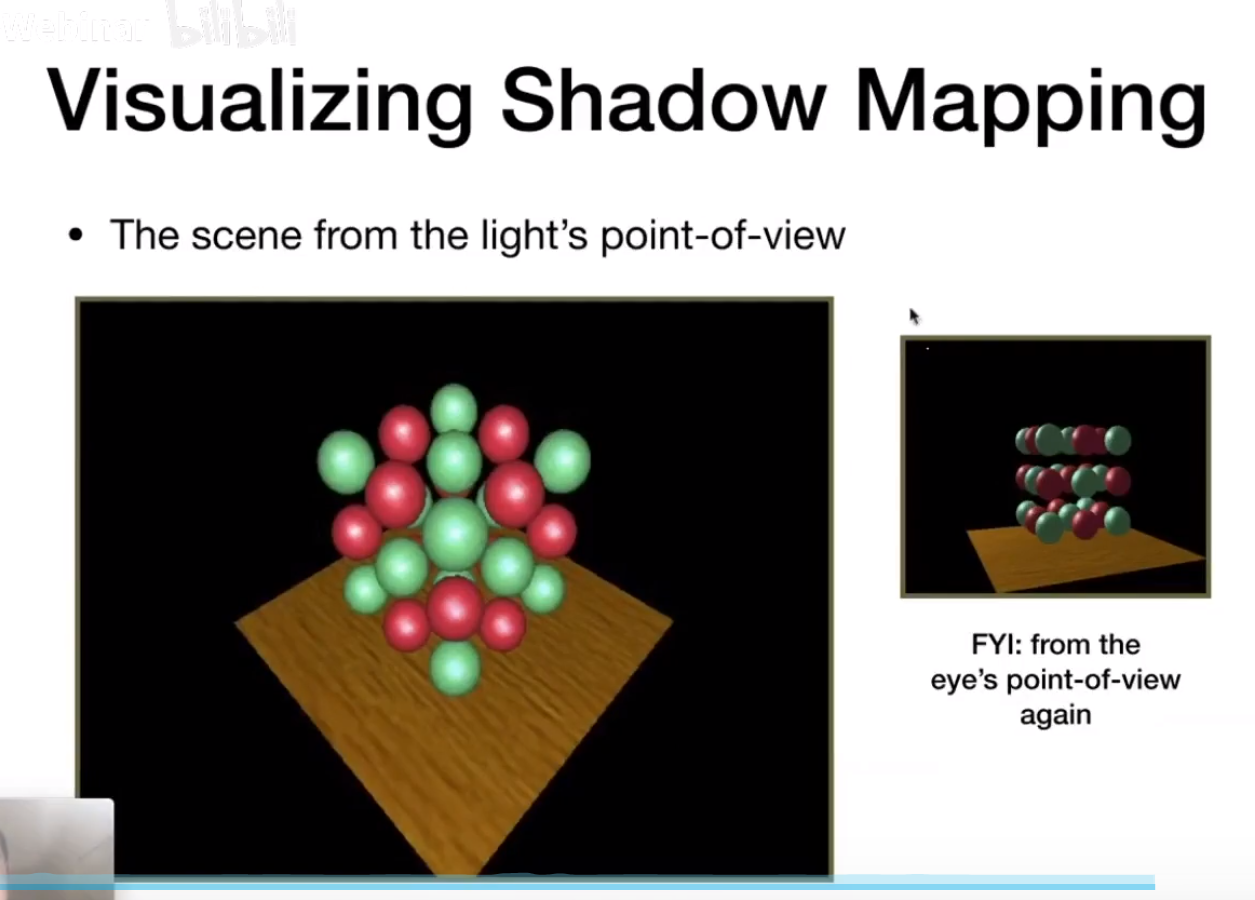 Webinar bilibili
Visualizing Shadow Mapping
• The scene from the light's point-of-view
FYI: from the
eye's point-of-view
again